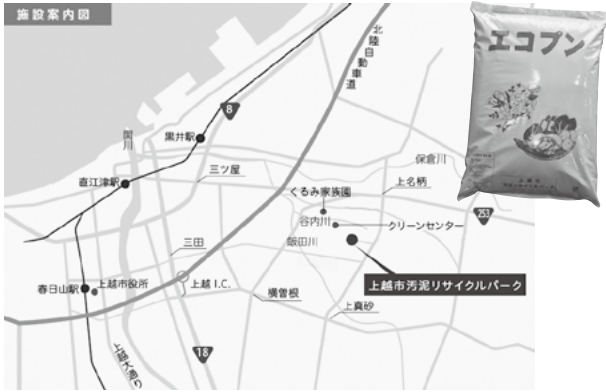 施設案内図
エコプン
北陸自動車道
8
関川
黒井駅
三ツ屋
保倉川
直江津駅
くるみ家族園
上名柄
谷内川
クリーンセンター
253
三田
飯田川
上越市汚泥リサイクルパーク
春日山駅
上越市役所
上越I.C.
横曽根
上真砂
上越大通り
18